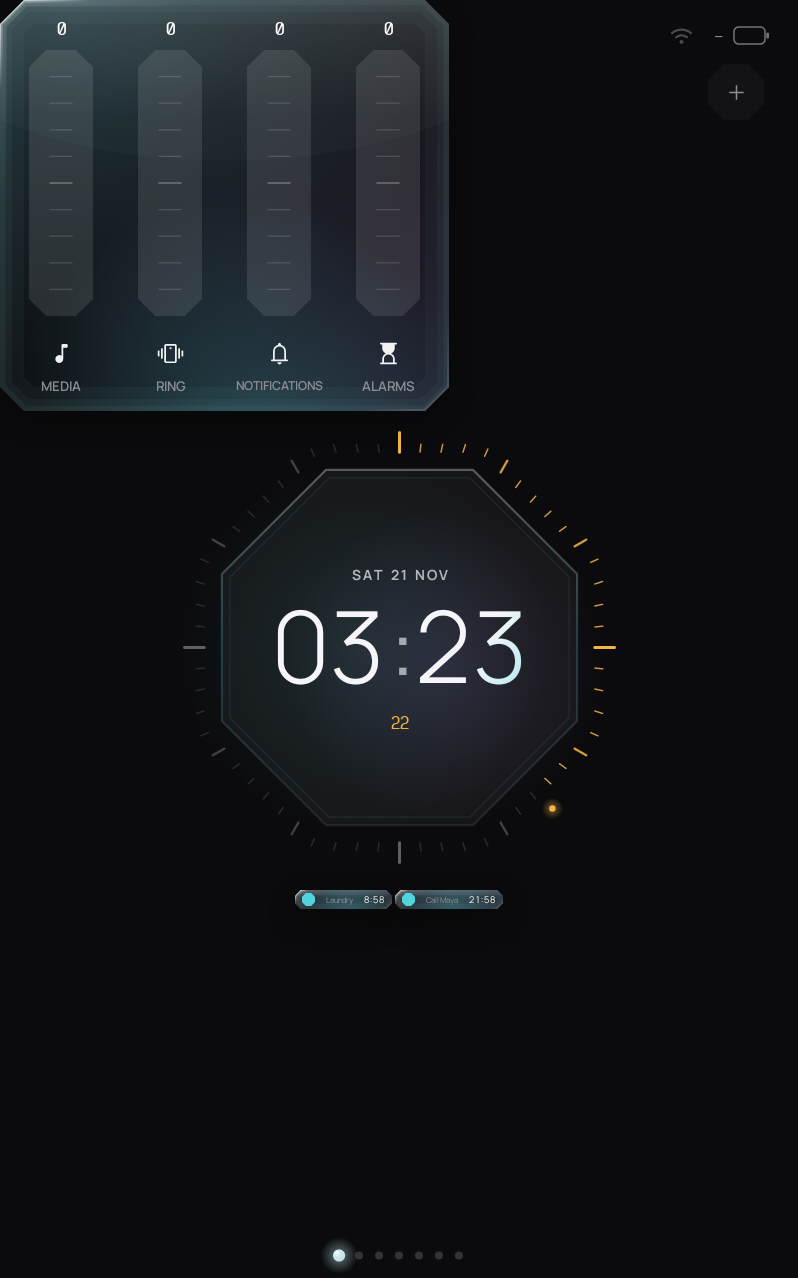 0 0 0 0
–
+
MEDIA RING NOTIFICATIONS ALARMS
SAT 21 NOV
03:23
22
Laundry 8:58 Call Maya 21:58